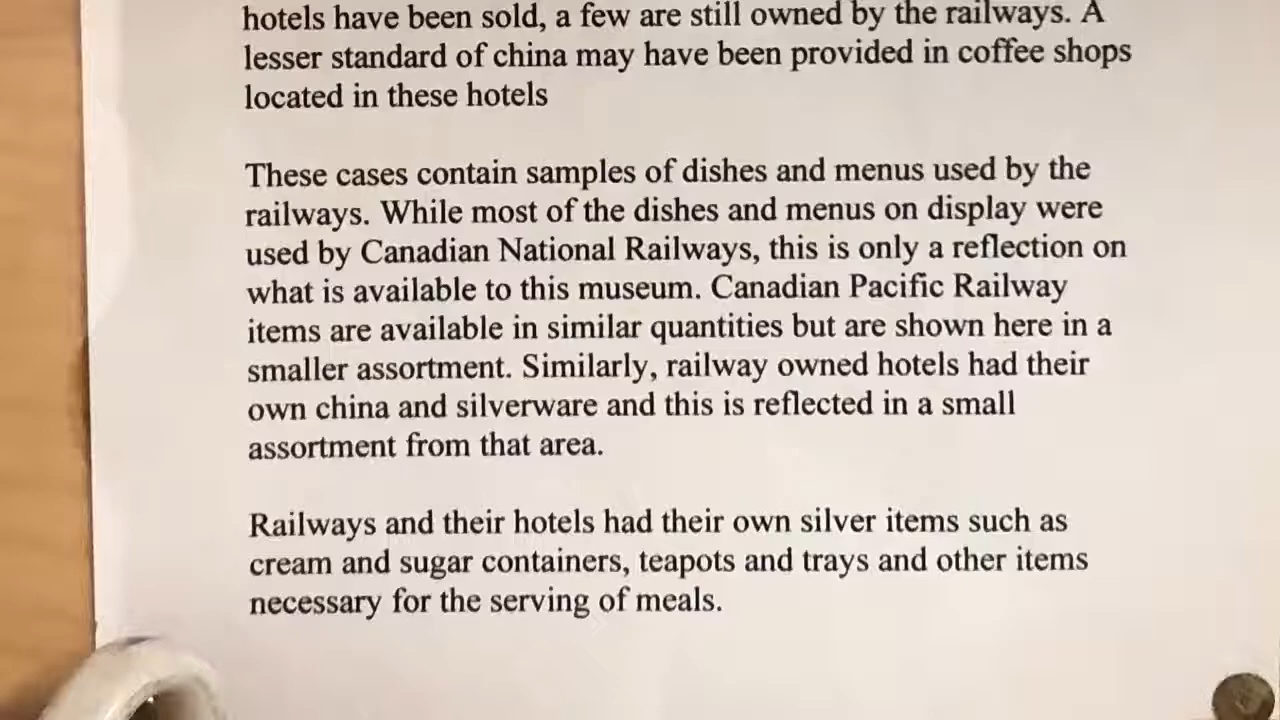 hotels have been sold, a few are still owned by the railways. A
lesser standard of china may have been provided in coffee shops
located in these hotels
These cases contain samples of dishes and menus used by the
railways. While most of the dishes and menus on display were
used by Canadian National Railways, this is only a reflection on
what is available to this museum. Canadian Pacific Railway
items are available in similar quantities but are shown here in a
smaller assortment. Similarly, railway owned hotels had their
own china and silverware and this is reflected in a small
assortment from that area.
Railways and their hotels had their own silver items such as
cream and sugar containers, teapots and trays and other items
necessary for the serving of meals.